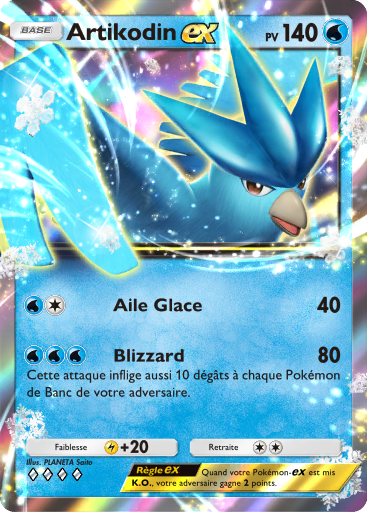 BASE Artikodin ex PV 140
Aile Glace 40
Blizzard 80
Cette attaque inflige aussi 10 dégâts à chaque Pokémon
de Banc de votre adversaire.
Faiblesse +20 Retraite
Illus. PLANETA Saito
Règle ex Quand votre Pokémon-ex est mis
K.O., votre adversaire gagne 2 points.